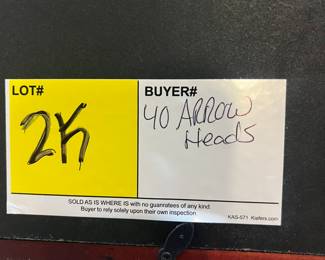 LOT#
BUYER#
2K
40 ARROW
Heads
SOLD AS IS WHERE IS with no guanratees of any kind.
Buyer to rely solely upon their own inspection.
KAS-571 Kiefers.com